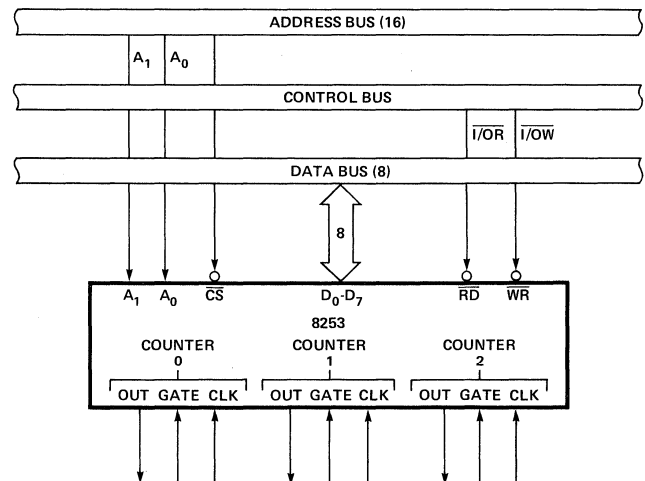 ADDRESS BUS (16)
A1 A0
CONTROL BUS
I/OR I/OW
DATA BUS (8)
8
A1 A0 CS D0-D7 RD WR
8253
COUNTER COUNTER COUNTER
0 1 2
OUT GATE CLK OUT GATE CLK OUT GATE CLK